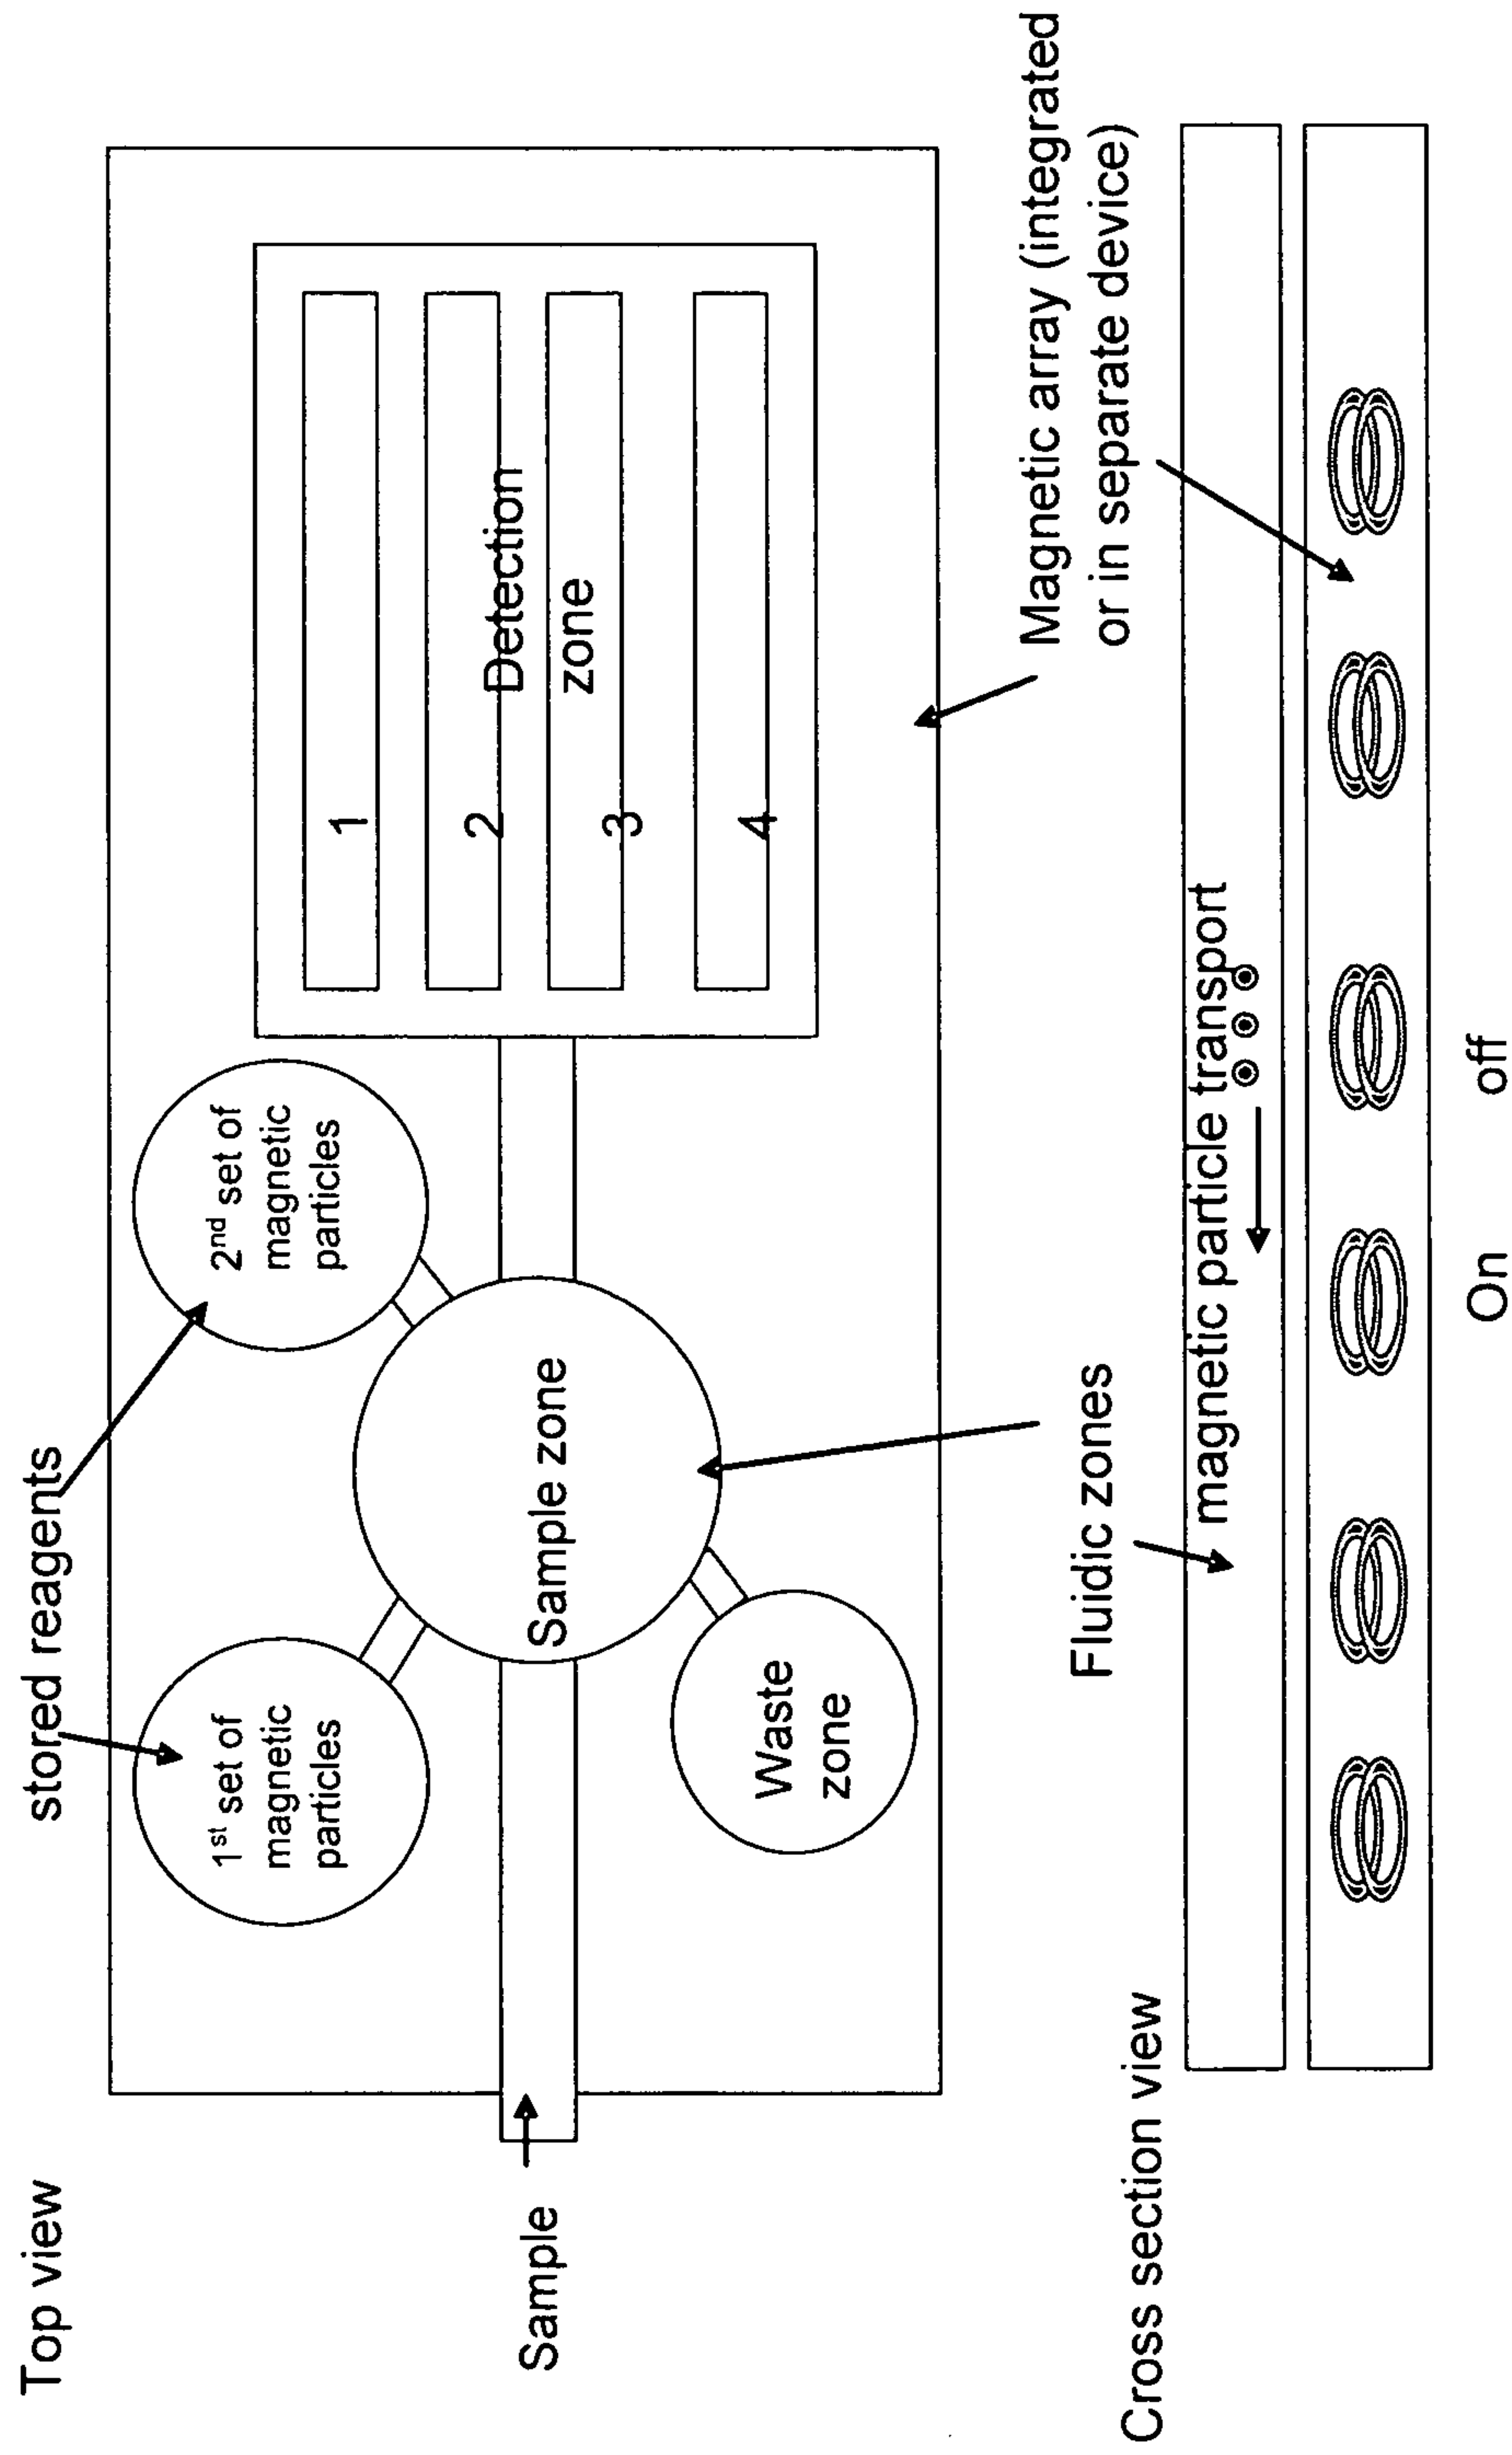 Top view
stored reagents
1st set of
magnetic
particles
2nd set of
magnetic
particles
Sample
Sample zone
Waste
zone
1
2
Detection
zone
3
4
Fluidic zones
Magnetic array (integrated
or in separate device)
Cross section view
magnetic particle transport
On
off